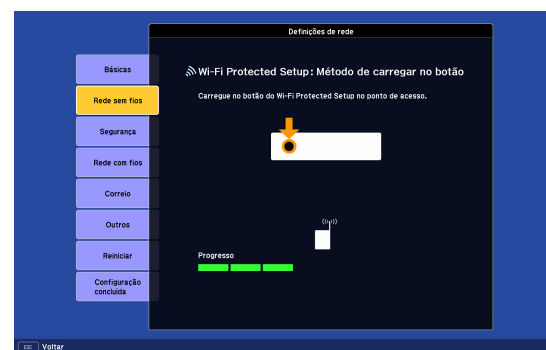 Definições de rede
Básicas
Rede sem fios
Segurança
Rede com fios
Correio
Outros
Reiniciar
Configuração
concluída
Wi-Fi Protected Setup: Método de carregar no botão
Carregue no botão do Wi-Fi Protected Setup no ponto de acesso.
Progresso
ESC Voltar